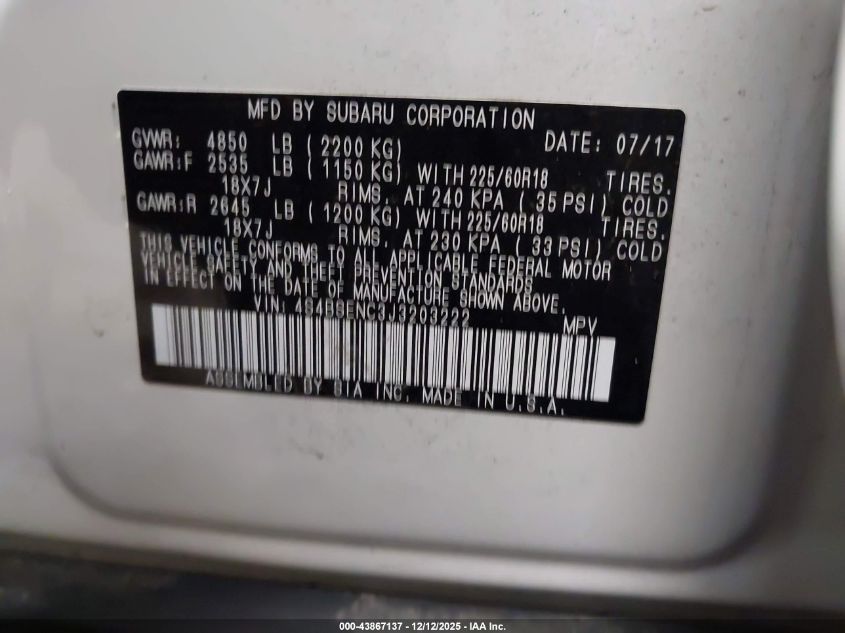 MFD BY SUBARU CORPORATION
GVWR: 4850 LB ( 2200 KG) DATE: 07/17
GAWR:F 2535 LB ( 1150 KG) WITH 225/60R18 TIRES.
18X7J RIMS, AT 240 KPA ( 35 PSI) COLD
GAWR:R 2645 LB ( 1200 KG) WITH 225/60R18 TIRES.
18X7J RIMS, AT 230 KPA ( 33 PSI) COLD
THIS VEHICLE CONFORMS TO ALL APPLICABLE FEDERAL MOTOR
VEHICLE SAFETY AND THEFT PREVENTION STANDARDS
IN EFFECT ON THE DATE OF MANUFACTURE SHOWN ABOVE.
VIN: 4S4BSENC3J3203222 MPV
ASSEMBLED BY SIA INC. MADE IN U.S.A.
000-43867137 - 12/12/2025 - IAA Inc.